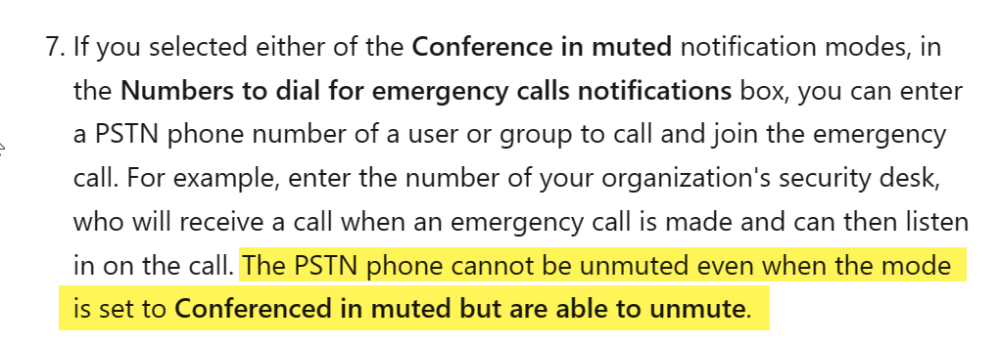 7. If you selected either of the Conference in muted notification modes, in
the Numbers to dial for emergency calls notifications box, you can enter
a PSTN phone number of a user or group to call and join the emergency
call. For example, enter the number of your organization's security desk,
who will receive a call when an emergency call is made and can then listen
in on the call. The PSTN phone cannot be unmuted even when the mode
is set to Conferenced in muted but are able to unmute.